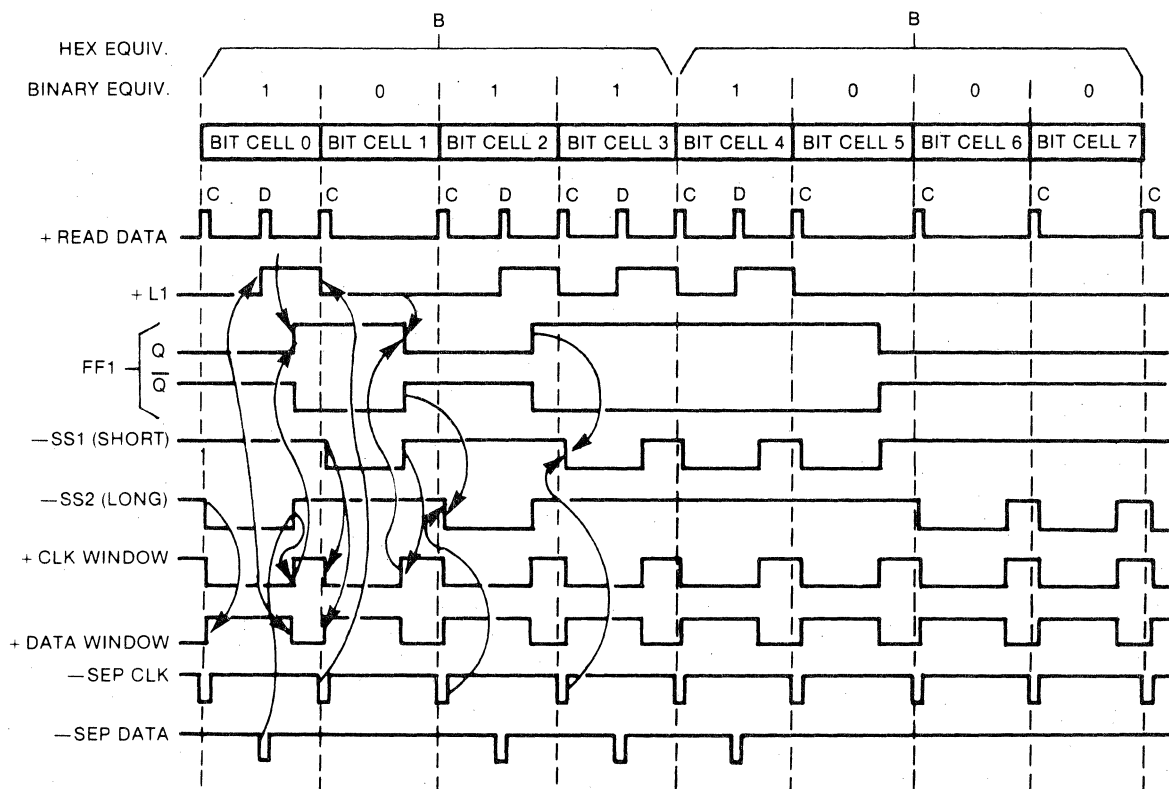 B B
HEX EQUIV.
BINARY EQUIV. 1 0 1 1 1 0 0 0
BIT CELL 0 BIT CELL 1 BIT CELL 2 BIT CELL 3 BIT CELL 4 BIT CELL 5 BIT CELL 6 BIT CELL 7
C D C C D C D C D C C C C
+ READ DATA
+ L1
Q
FF1
Q̅
—SS1 (SHORT)
—SS2 (LONG)
+ CLK WINDOW
+ DATA WINDOW
—SEP CLK
—SEP DATA